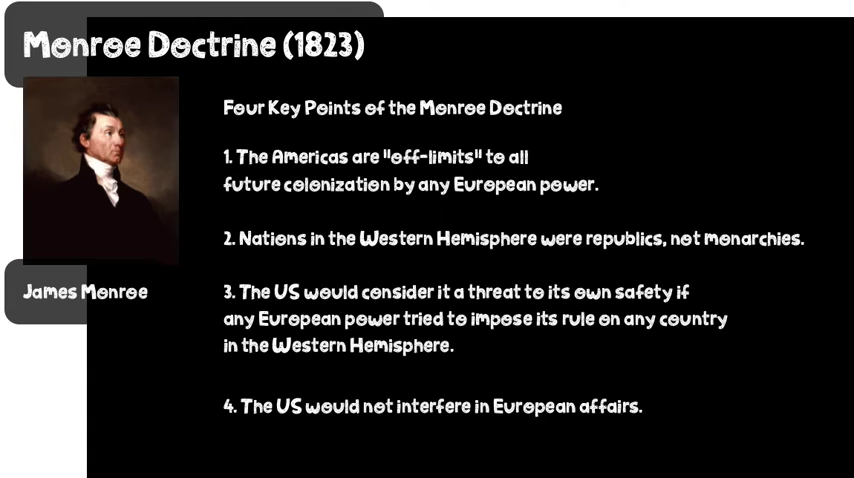 Monroe Doctrine (1823)
Four Key Points of the Monroe Doctrine
1. The Americas are "off-limits" to all
future colonization by any European power.
2. Nations in the Western Hemisphere were republics, not monarchies.
James Monroe
3. The US would consider it a threat to its own safety if
any European power tried to impose its rule on any country
in the Western Hemisphere.
4. The US would not interfere in European affairs.